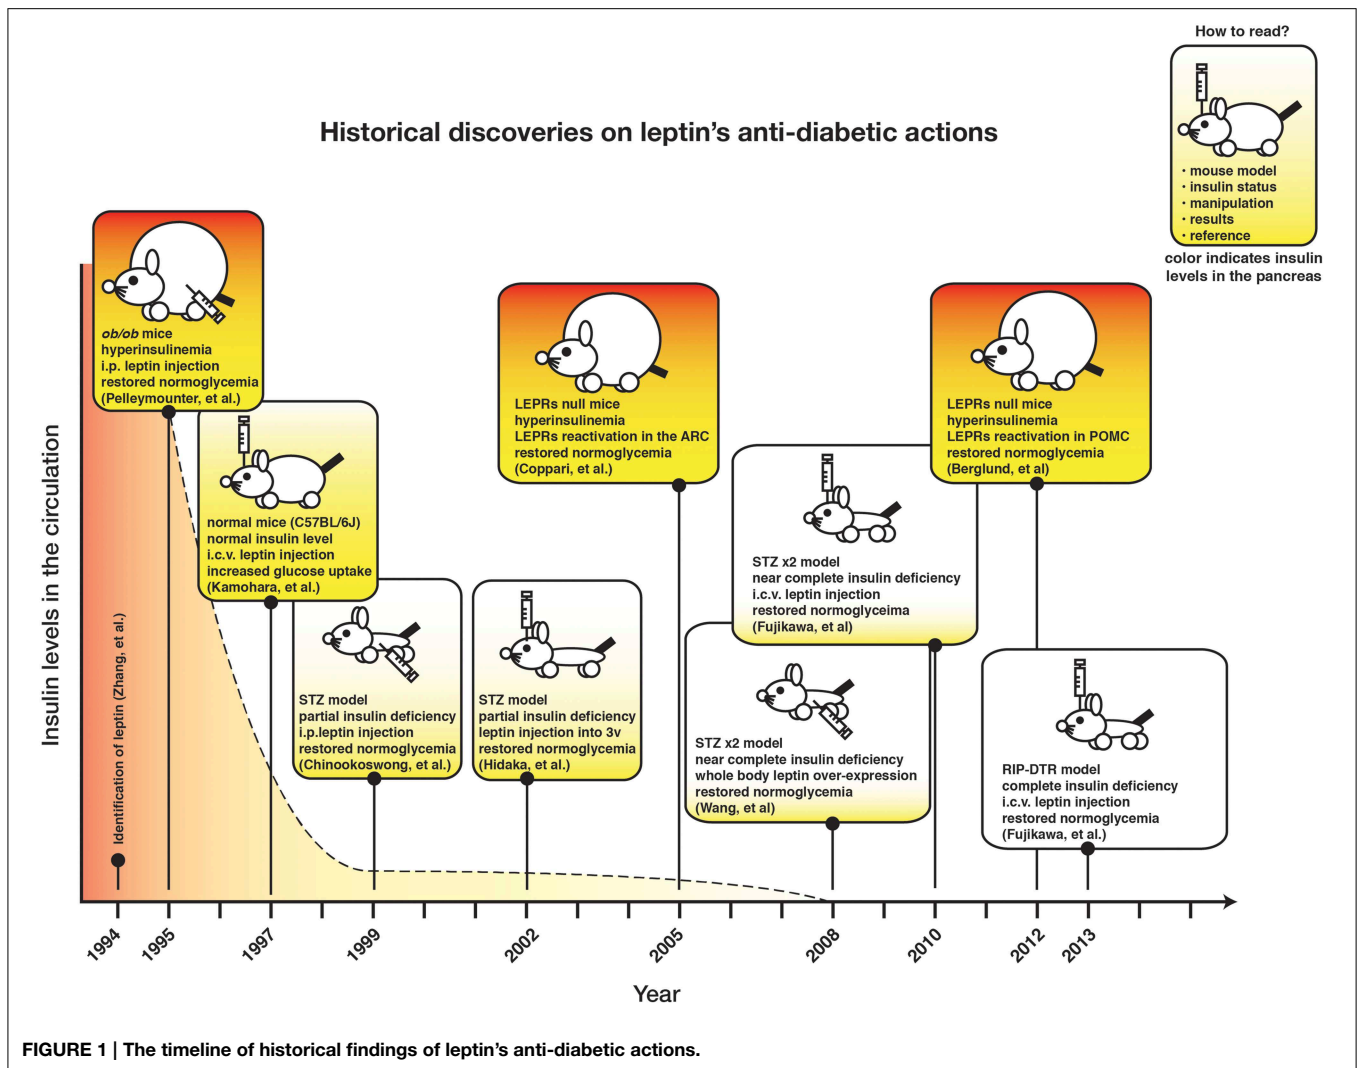 How to read?
· mouse model
· insulin status
· manipulation
· results
· reference
color indicates insulin
levels in the pancreas
Historical discoveries on leptin's anti-diabetic actions
Insulin levels in the circulation
Identification of leptin (Zhang, et al.)
ob/ob mice
hyperinsulinemia
i.p. leptin injection
restored normoglycemia
(Pelleymounter, et al.)
normal mice (C57BL/6J)
normal insulin level
i.c.v. leptin injection
increased glucose uptake
(Kamohara, et al.)
STZ model
partial insulin deficiency
i.p.leptin injection
restored normoglycemia
(Chinookoswong, et al.)
STZ model
partial insulin deficiency
leptin injection into 3v
restored normoglycemia
(Hidaka, et al.)
LEPRs null mice
hyperinsulinemia
LEPRs reactivation in the ARC
restored normoglycemia
(Coppari, et al.)
STZ x2 model
near complete insulin deficiency
whole body leptin over-expression
restored normoglycemia
(Wang, et al)
STZ x2 model
near complete insulin deficiency
i.c.v. leptin injection
restored normoglyceima
(Fujikawa, et al)
LEPRs null mice
hyperinsulinemia
LEPRs reactivation in POMC
restored normoglycemia
(Berglund, et al)
RIP-DTR model
complete insulin deficiency
i.c.v. leptin injection
restored normoglycemia
(Fujikawa, et al.)
1994
1995
1997
1999
2002
2005
2008
2010
2012
2013
Year
FIGURE 1 | The timeline of historical findings of leptin's anti-diabetic actions.